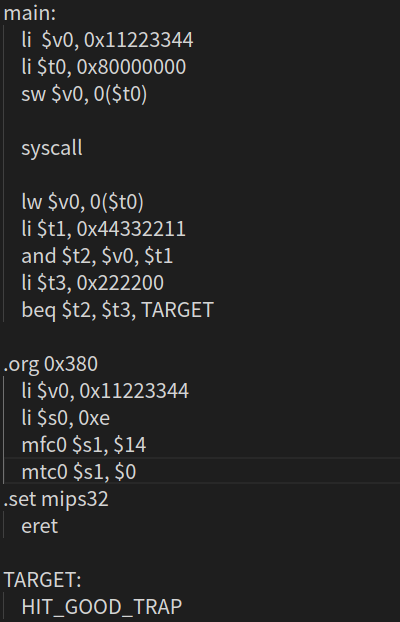 main:
li $v0, 0x11223344
li $t0, 0x80000000
sw $v0, 0($t0)
syscall
lw $v0, 0($t0)
li $t1, 0x44332211
and $t2, $v0, $t1
li $t3, 0x222200
beq $t2, $t3, TARGET
.org 0x380
li $v0, 0x11223344
li $s0, 0xe
mfc0 $s1, $14
mtc0 $s1, $0
.set mips32
eret
TARGET:
HIT_GOOD_TRAP